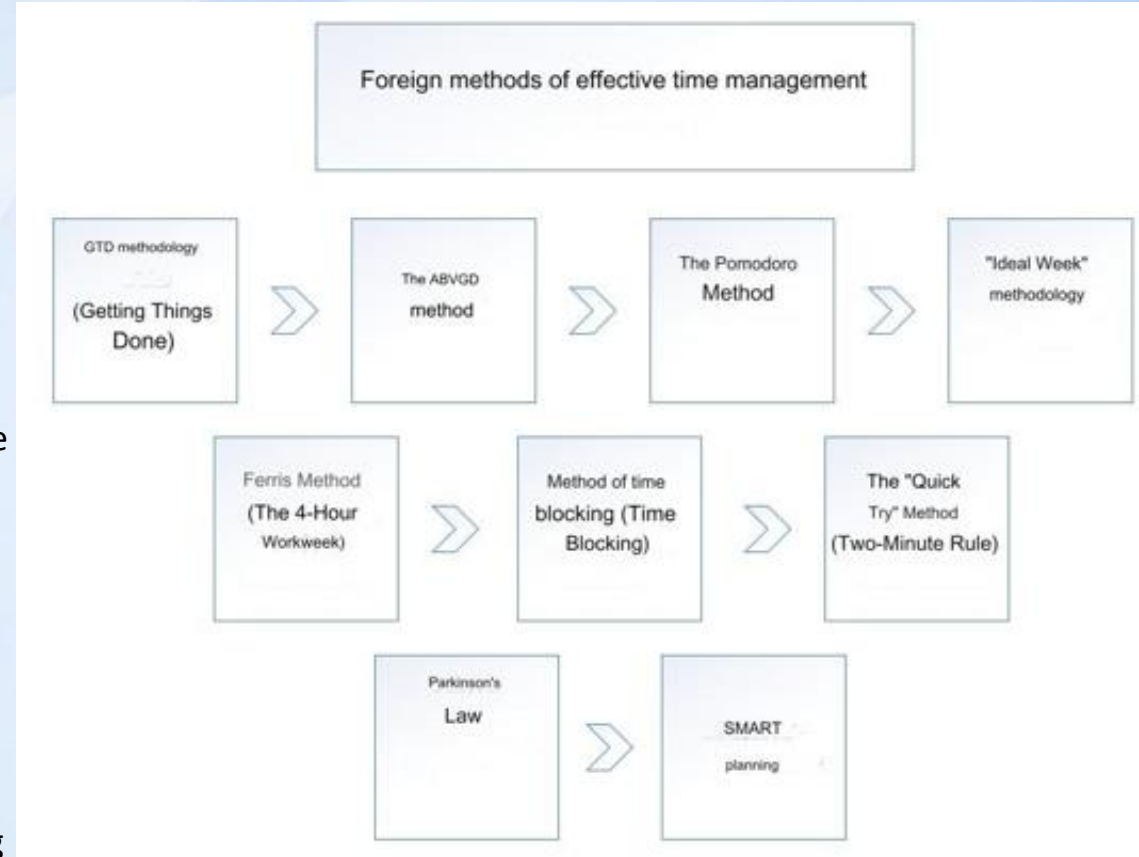 Foreign methods of effective time management
GTD methodology
(Getting Things
Done)
The ABVGD
method
The Pomodoro
Method
"Ideal Week"
methodology
Ferris Method
(The 4-Hour
Workweek)
Method of time
blocking (Time
Blocking)
The "Quick
Try" Method
(Two-Minute Rule)
Parkinson's
Law
SMART
planning